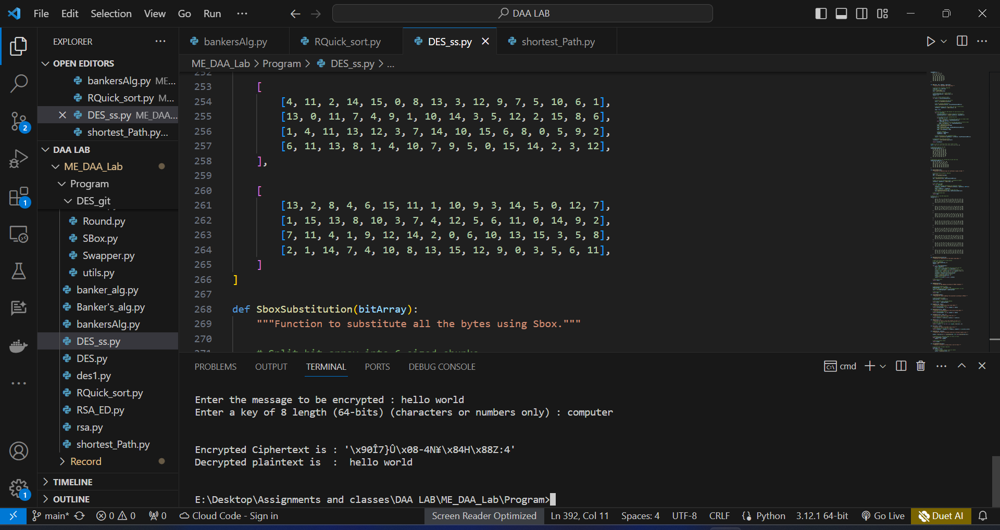 File Edit Selection View Go Run ···
DAA LAB
EXPLORER
OPEN EDITORS
bankersAlg.py ME...
RQuick_sort.py M...
DES_ss.py ME_DAA...
shortest_Path.py...
DAA LAB
ME_DAA_Lab
Program
DES_git
Round.py
SBox.py
Swapper.py
utils.py
banker_alg.py
Banker's_alg.py
bankersAlg.py
DES_ss.py
DES.py
des1.py
RQuick_sort.py
RSA_ED.py
rsa.py
shortest_Path.py
Record
TIMELINE
OUTLINE
2
1
1
bankersAlg.py RQuick_sort.py DES_ss.py shortest_Path.py
ME_DAA_Lab > Program > DES_ss.py > ...
252
253 [
254 [4, 11, 2, 14, 15, 0, 8, 13, 3, 12, 9, 7, 5, 10, 6, 1],
255 [13, 0, 11, 7, 4, 9, 1, 10, 14, 3, 5, 12, 2, 15, 8, 6],
256 [1, 4, 11, 13, 12, 3, 7, 14, 10, 15, 6, 8, 0, 5, 9, 2],
257 [6, 11, 13, 8, 1, 4, 10, 7, 9, 5, 0, 15, 14, 2, 3, 12],
258 ],
259
260 [
261 [13, 2, 8, 4, 6, 15, 11, 1, 10, 9, 3, 14, 5, 0, 12, 7],
262 [1, 15, 13, 8, 10, 3, 7, 4, 12, 5, 6, 11, 0, 14, 9, 2],
263 [7, 11, 4, 1, 9, 12, 14, 2, 0, 6, 10, 13, 15, 3, 5, 8],
264 [2, 1, 14, 7, 4, 10, 8, 13, 15, 12, 9, 0, 3, 5, 6, 11],
265 ]
266 ]
267
268 def SboxSubstitution(bitArray):
269 """Function to substitute all the bytes using Sbox."""
270
271 # Split bit array into 6 sized chunks
PROBLEMS OUTPUT TERMINAL PORTS DEBUG CONSOLE
cmd
Enter the message to be encrypted : hello world
Enter a key of 8 length (64-bits) (characters or numbers only) : computer
Encrypted Ciphertext is : '\x90Î7}Û\x08-4N¥\x84H\x88Z:4'
Decrypted plaintext is  :  hello world
E:\Desktop\Assignments and classes\DAA LAB\ME_DAA_Lab\Program>
main* 0 0 0 Cloud Code - Sign in Screen Reader Optimized Ln 392, Col 11 Spaces: 4 UTF-8 CRLF Python 3.12.1 64-bit Go Live Duet AI